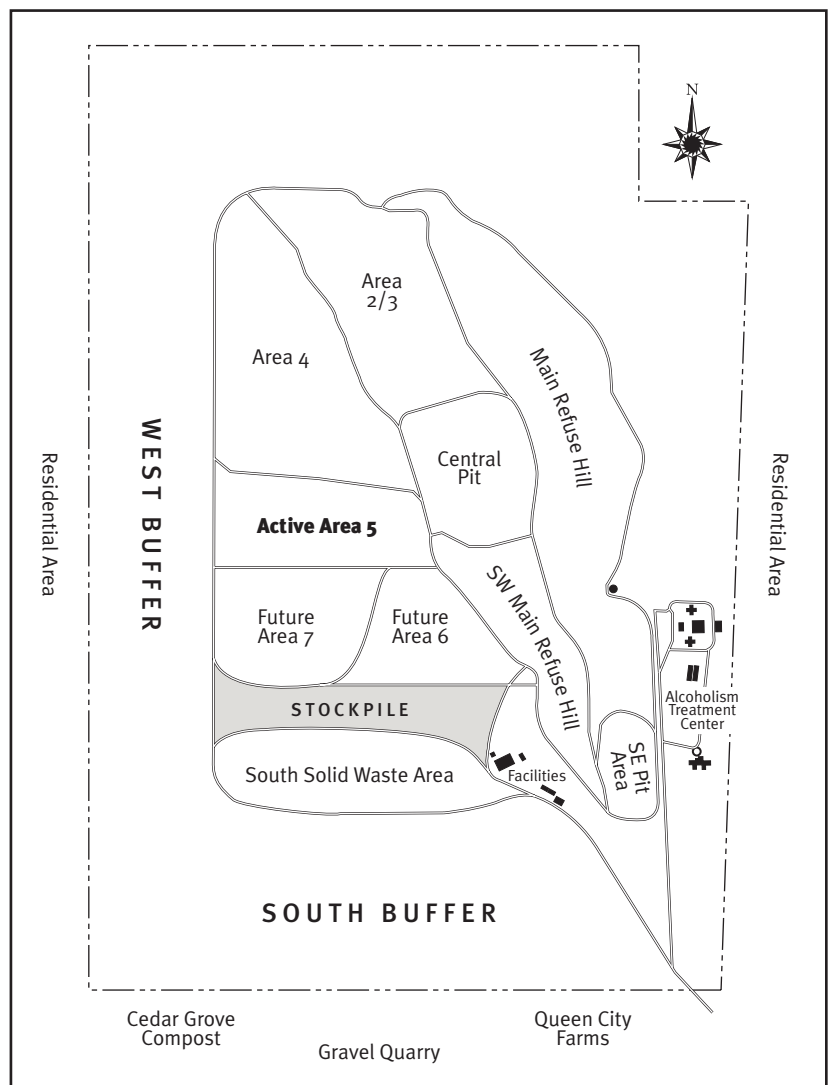 N
Area
2/3
Area 4
Main Refuse Hill
WEST BUFFER
Residential Area
Residential Area
Central
Pit
Active Area 5
SW Main Refuse Hill
Future
Area 7
Future
Area 6
Alcoholism
Treatment
Center
STOCKPILE
SE Pit
Area
South Solid Waste Area
Facilities
SOUTH BUFFER
Cedar Grove
Compost
Gravel Quarry
Queen City
Farms